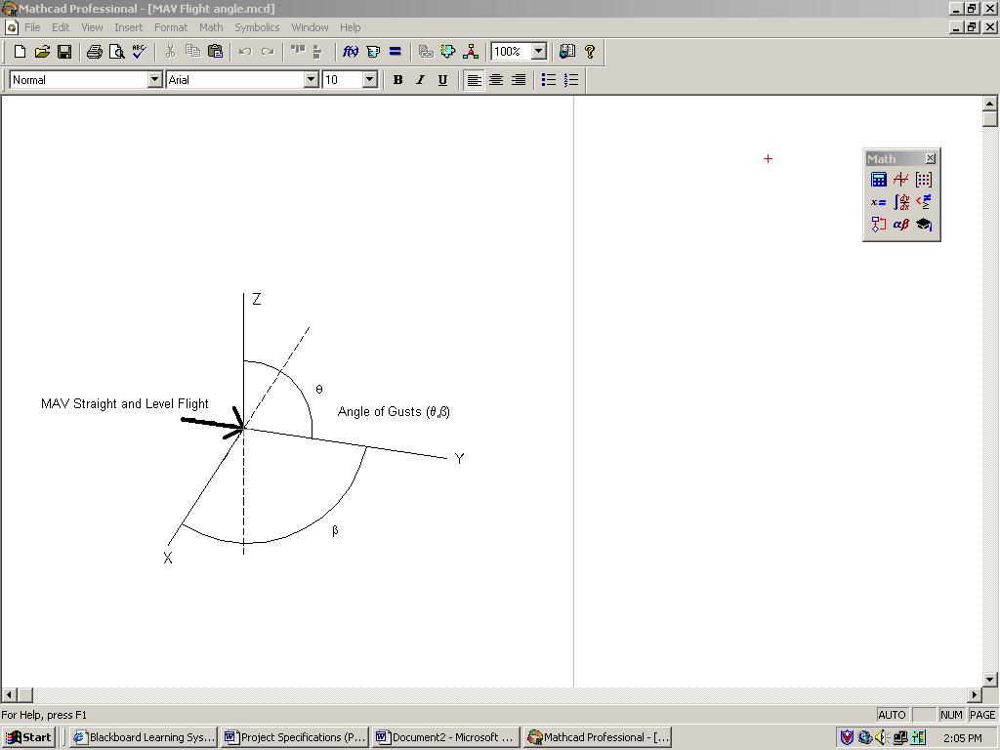 Mathcad Professional - [MAV Flight angle.mcd]
File Edit View Insert Format Math Symbolics Window Help
100%
Normal Arial 10 B I U
Math
Z
θ
MAV Straight and Level Flight
Angle of Gusts (θ,β)
Y
β
X
For Help, press F1 AUTO NUM PAGE
Start Blackboard Learning Sys... Project Specifications (P... Document2 - Microsoft ... Mathcad Professional - [... 2:05 PM